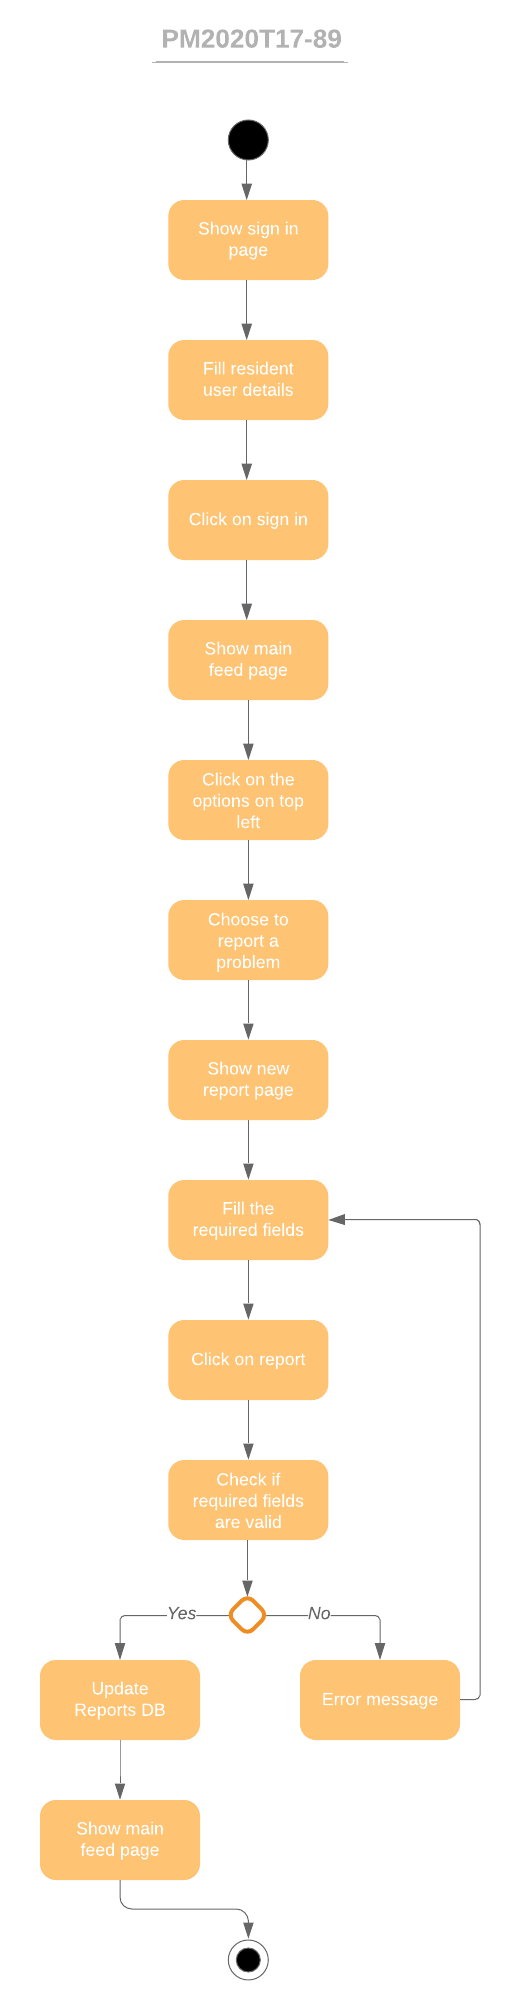 PM2020T17-89
Show sign in
page
Fill resident
user details
Click on sign in
Show main
feed page
Click on the
options on top
left
Choose to
report a
problem
Show new
report page
Fill the
required fields
Click on report
Check if
required fields
are valid
Yes
No
Update
Reports DB
Error message
Show main
feed page